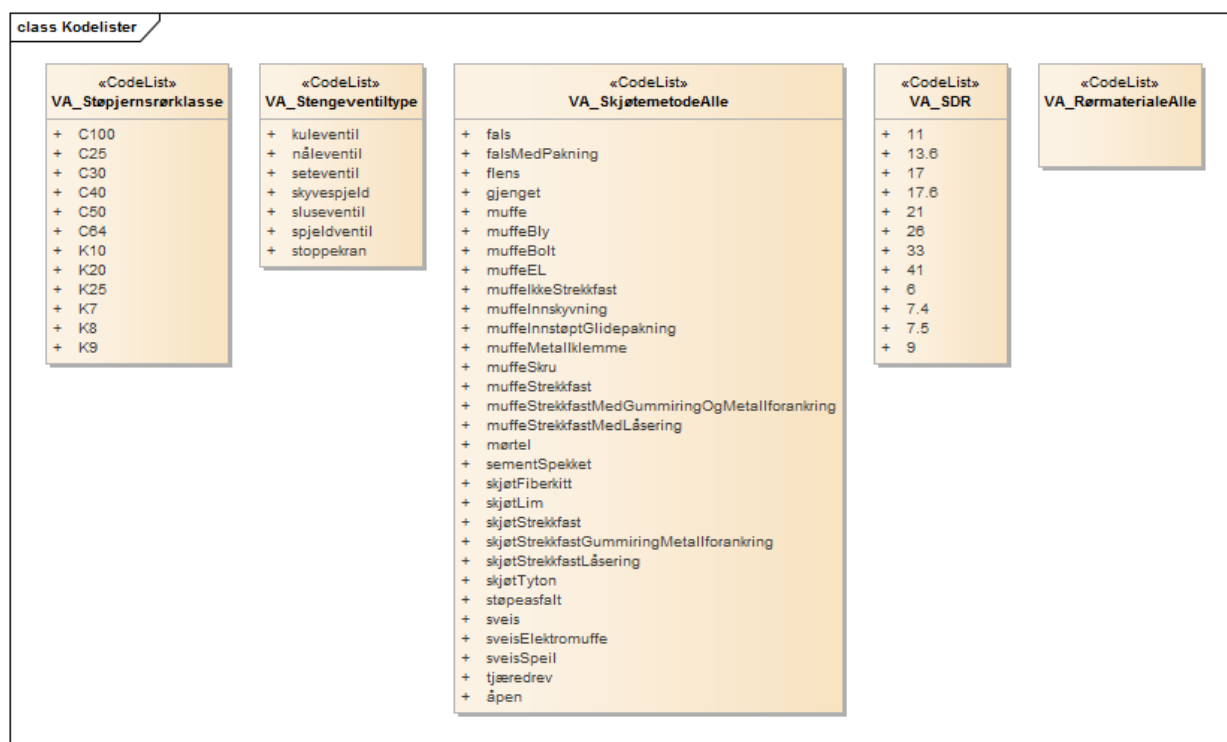 class Kodelister
«CodeList»
VA_Støpjernsrørklasse
+ C100
+ C25
+ C30
+ C40
+ C50
+ C64
+ K10
+ K20
+ K25
+ K7
+ K8
+ K9
«CodeList»
VA_Stengeventiltype
+ kuleventil
+ nåleventil
+ seteventil
+ skyvespjeld
+ sluseventil
+ spjeldventil
+ stoppekran
«CodeList»
VA_SkjøtemetodeAlle
+ fals
+ falsMedPakning
+ flens
+ gjenget
+ muffe
+ muffeBly
+ muffeBolt
+ muffeEL
+ muffeIkkeStrekkfast
+ muffeInnskyvning
+ muffeInnstøptGlidepakning
+ muffeMetallklemme
+ muffeSkru
+ muffeStrekkfast
+ muffeStrekkfastMedGummiringOgMetallforankring
+ muffeStrekkfastMedLåsering
+ mørtel
+ sementSpekket
+ skjøtFiberkitt
+ skjøtLim
+ skjøtStrekkfast
+ skjøtStrekkfastGummiringMetallforankring
+ skjøtStrekkfastLåsering
+ skjøtTyton
+ støpeasfalt
+ sveis
+ sveisElektromuffe
+ sveisSpeil
+ tjæredrev
+ åpen
«CodeList»
VA_SDR
+ 11
+ 13.6
+ 17
+ 17.6
+ 21
+ 26
+ 33
+ 41
+ 6
+ 7.4
+ 7.5
+ 9
«CodeList»
VA_RørmaterialeAlle